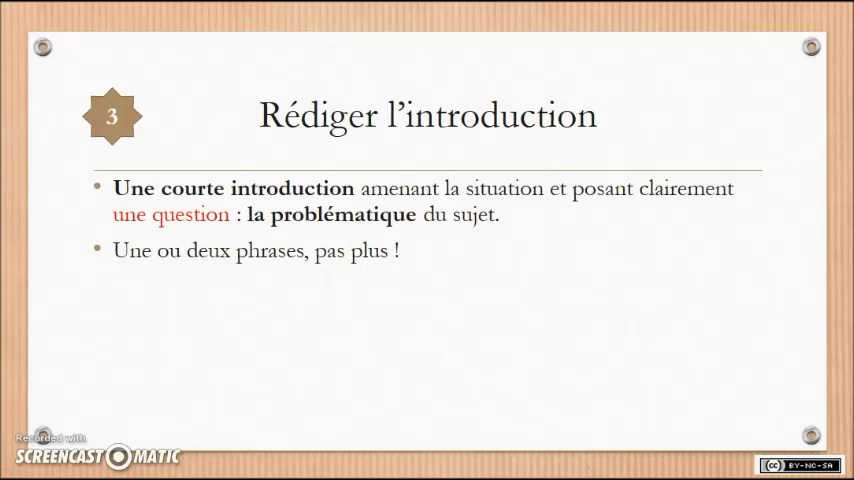 3
Rédiger l’introduction
• Une courte introduction amenant la situation et posant clairement
une question : la problématique du sujet.
• Une ou deux phrases, pas plus !
Recorded with
SCREENCAST MATIC
cc BY-NC-SA